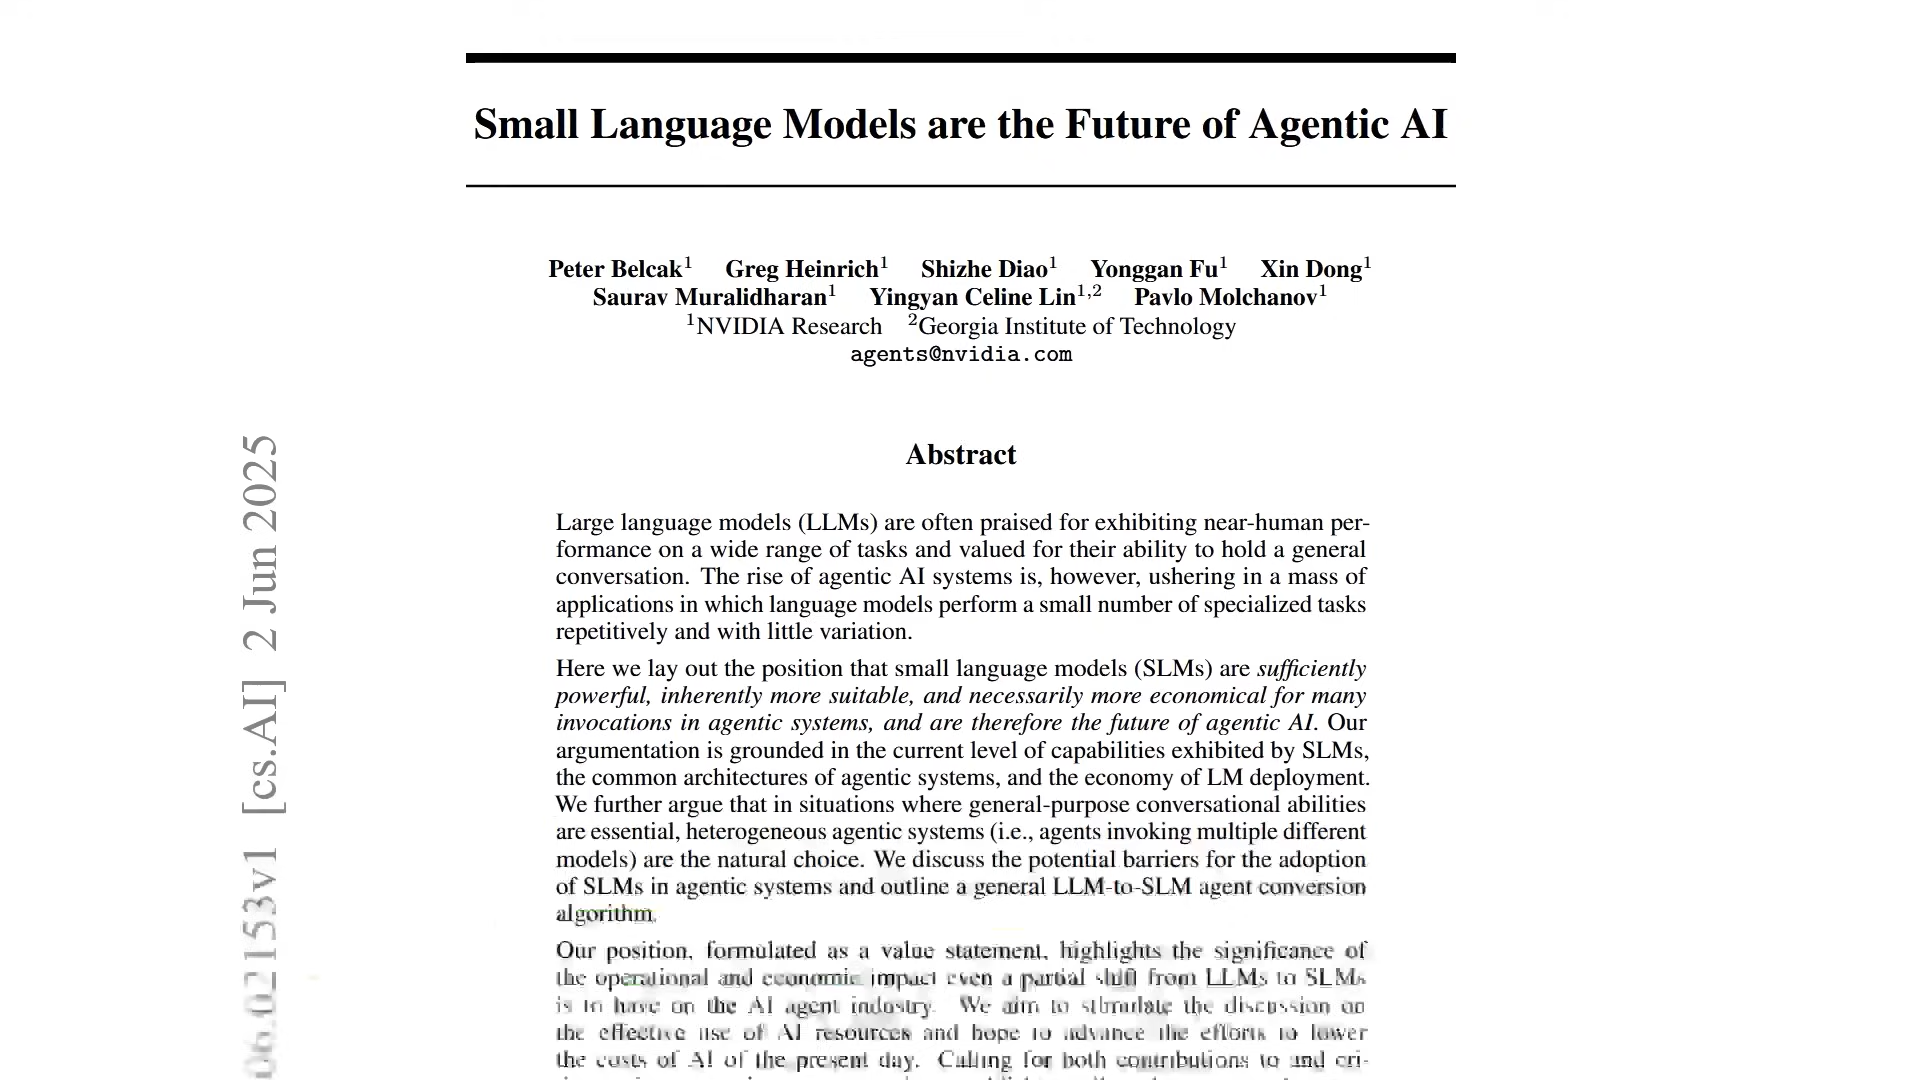 Small Language Models are the Future of Agentic AI
Peter Belcak1 Greg Heinrich1 Shizhe Diao1 Yonggan Fu1 Xin Dong1
Saurav Muralidharan1 Yingyan Celine Lin1,2 Pavlo Molchanov1
1NVIDIA Research 2Georgia Institute of Technology
agents@nvidia.com
Abstract
Large language models (LLMs) are often praised for exhibiting near-human per-
formance on a wide range of tasks and valued for their ability to hold a general
conversation. The rise of agentic AI systems is, however, ushering in a mass of
applications in which language models perform a small number of specialized tasks
repetitively and with little variation.
Here we lay out the position that small language models (SLMs) are sufficiently
powerful, inherently more suitable, and necessarily more economical for many
invocations in agentic systems, and are therefore the future of agentic AI. Our
argumentation is grounded in the current level of capabilities exhibited by SLMs,
the common architectures of agentic systems, and the economy of LM deployment.
We further argue that in situations where general-purpose conversational abilities
are essential, heterogeneous agentic systems (i.e., agents invoking multiple different
models) are the natural choice. We discuss the potential barriers for the adoption
of SLMs in agentic systems and outline a general LLM-to-SLM agent conversion
algorithm.
Our position, formulated as a value statement, highlights the significance of
the operational and economic impact even a partial shift from LLMs to SLMs
is to have on the AI agent industry. We aim to stimulate the discussion on
the effective use of AI resources and hope to advance the efforts to lower
the costs of AI of the present day. Calling for both contributions to and cri-
06.02153v1 [cs.AI] 2 Jun 2025